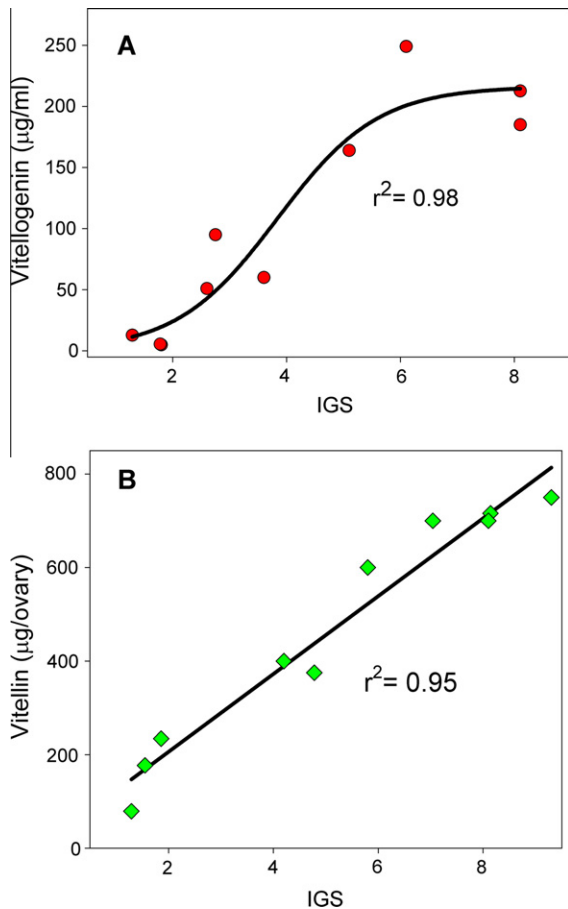 A
Vitellogenin (μg/ml)
250
200
150
100
50
0
r²= 0.98
2 4 6 8
IGS
B
Vitellin (μg/ovary)
800
600
400
200
0
r²= 0.95
2 4 6 8
IGS